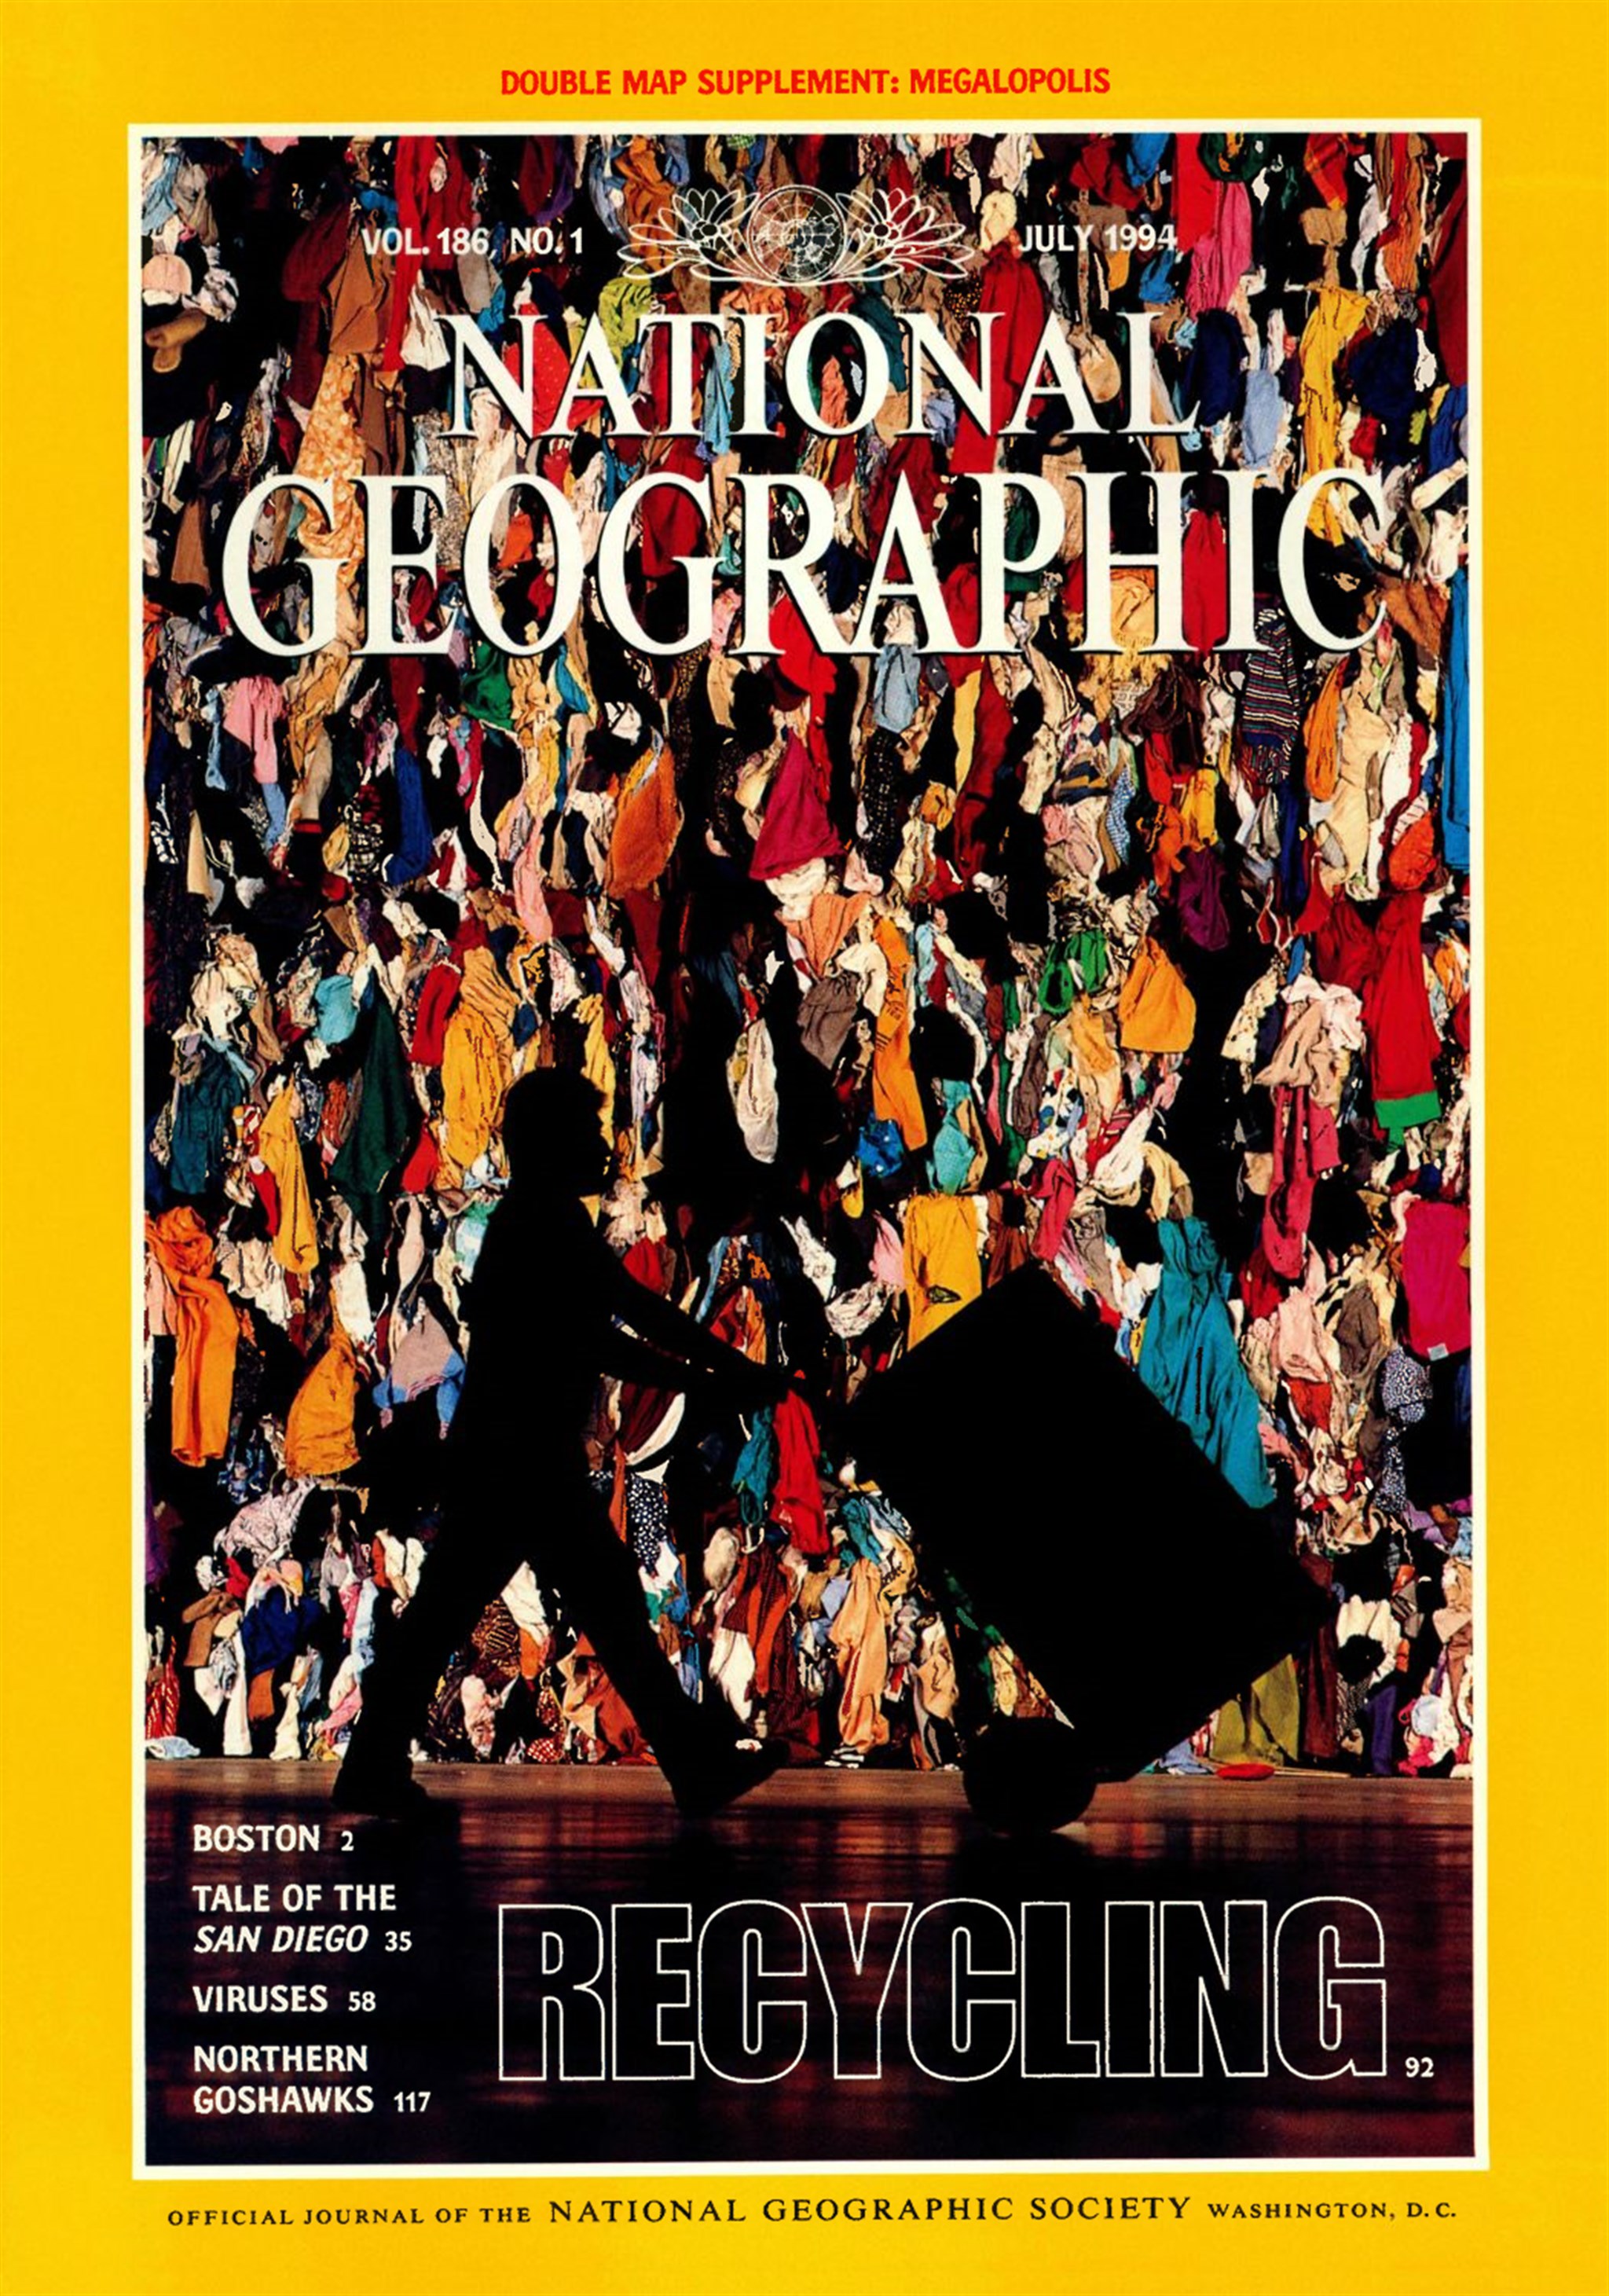 DOUBLE MAP SUPPLEMENT: MEGALOPOLIS
VOL. 186, NO. 1
JULY 1994
NATIONAL
GEOGRAPHIC
BOSTON 2
TALE OF THE
SAN DIEGO 35
VIRUSES 58
NORTHERN
GOSHAWKS 117
RECYCLING 92
OFFICIAL JOURNAL OF THE NATIONAL GEOGRAPHIC SOCIETY WASHINGTON, D.C.